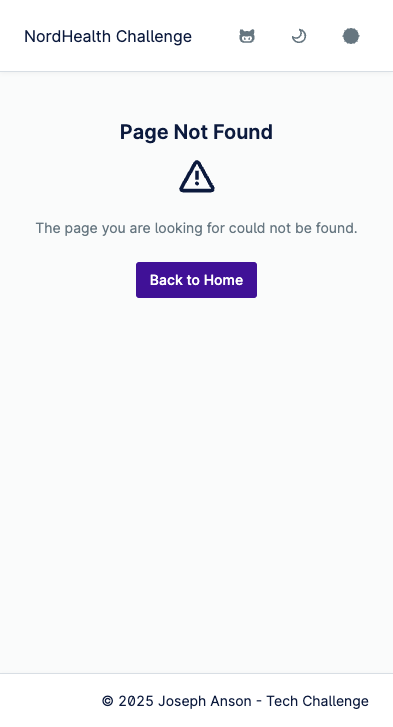 NordHealth Challenge
Page Not Found
The page you are looking for could not be found.
Back to Home
© 2025 Joseph Anson - Tech Challenge